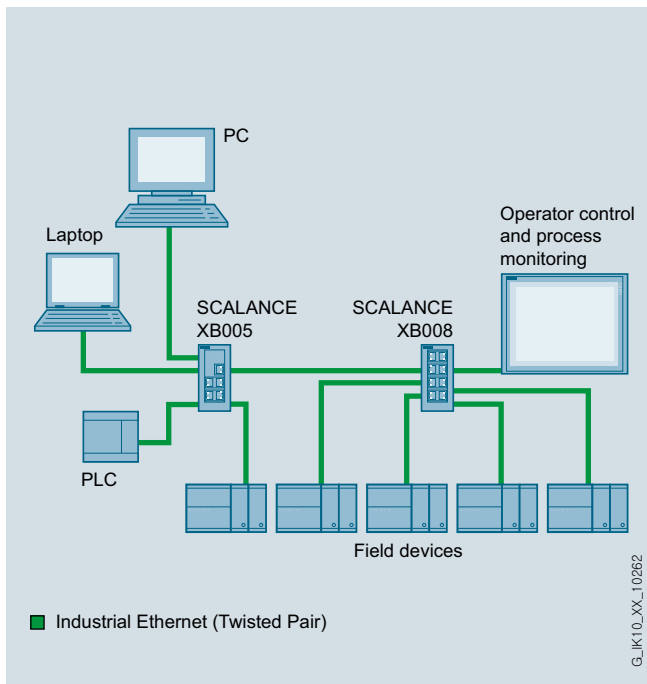 PC
Laptop
Operator control
and process
monitoring
SCALANCE
XB005
SCALANCE
XB008
PLC
Field devices
Industrial Ethernet (Twisted Pair)
G_IK10_XX_10262